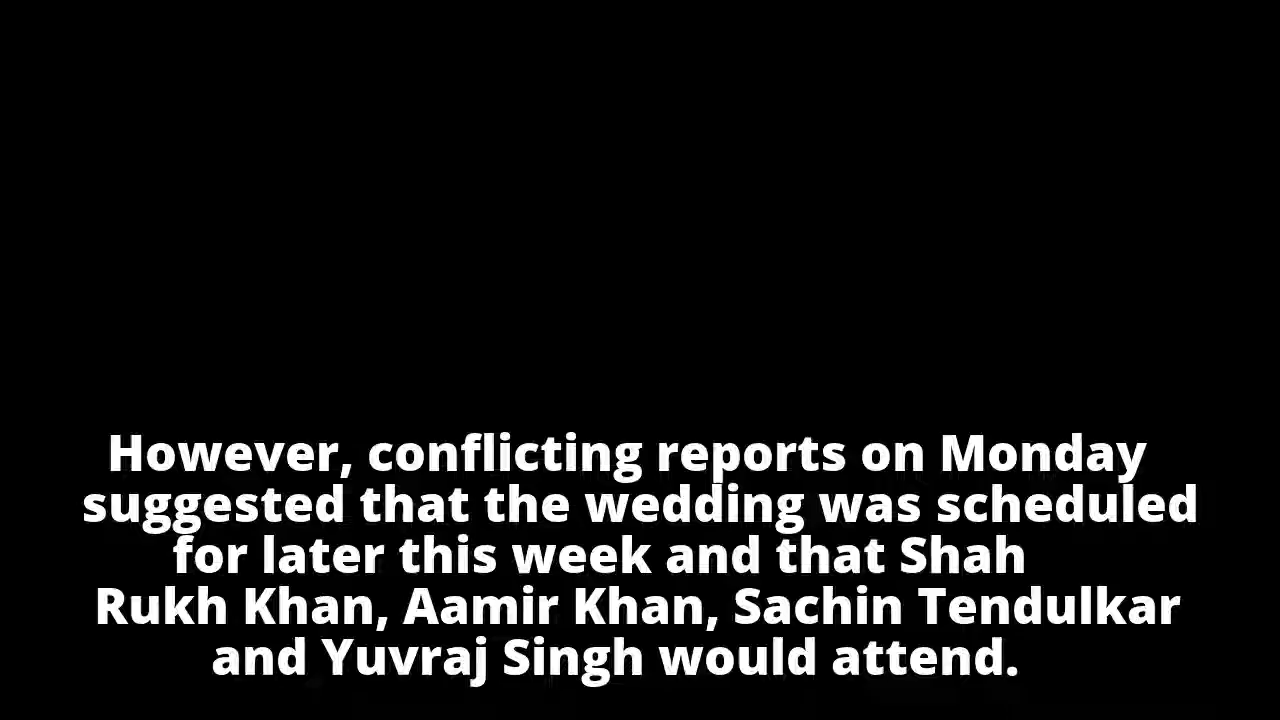 However, conflicting reports on Monday
suggested that the wedding was scheduled
for later this week and that Shah
Rukh Khan, Aamir Khan, Sachin Tendulkar
and Yuvraj Singh would attend.